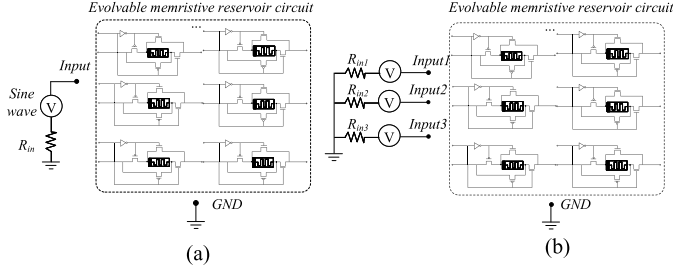 Evolvable memristive reservoir circuit
...
Input
Sine
wave
V
Rin
GND
(a)
Evolvable memristive reservoir circuit
...
Rin1 V Input1
Rin2 V Input2
Rin3 V Input3
GND
(b)